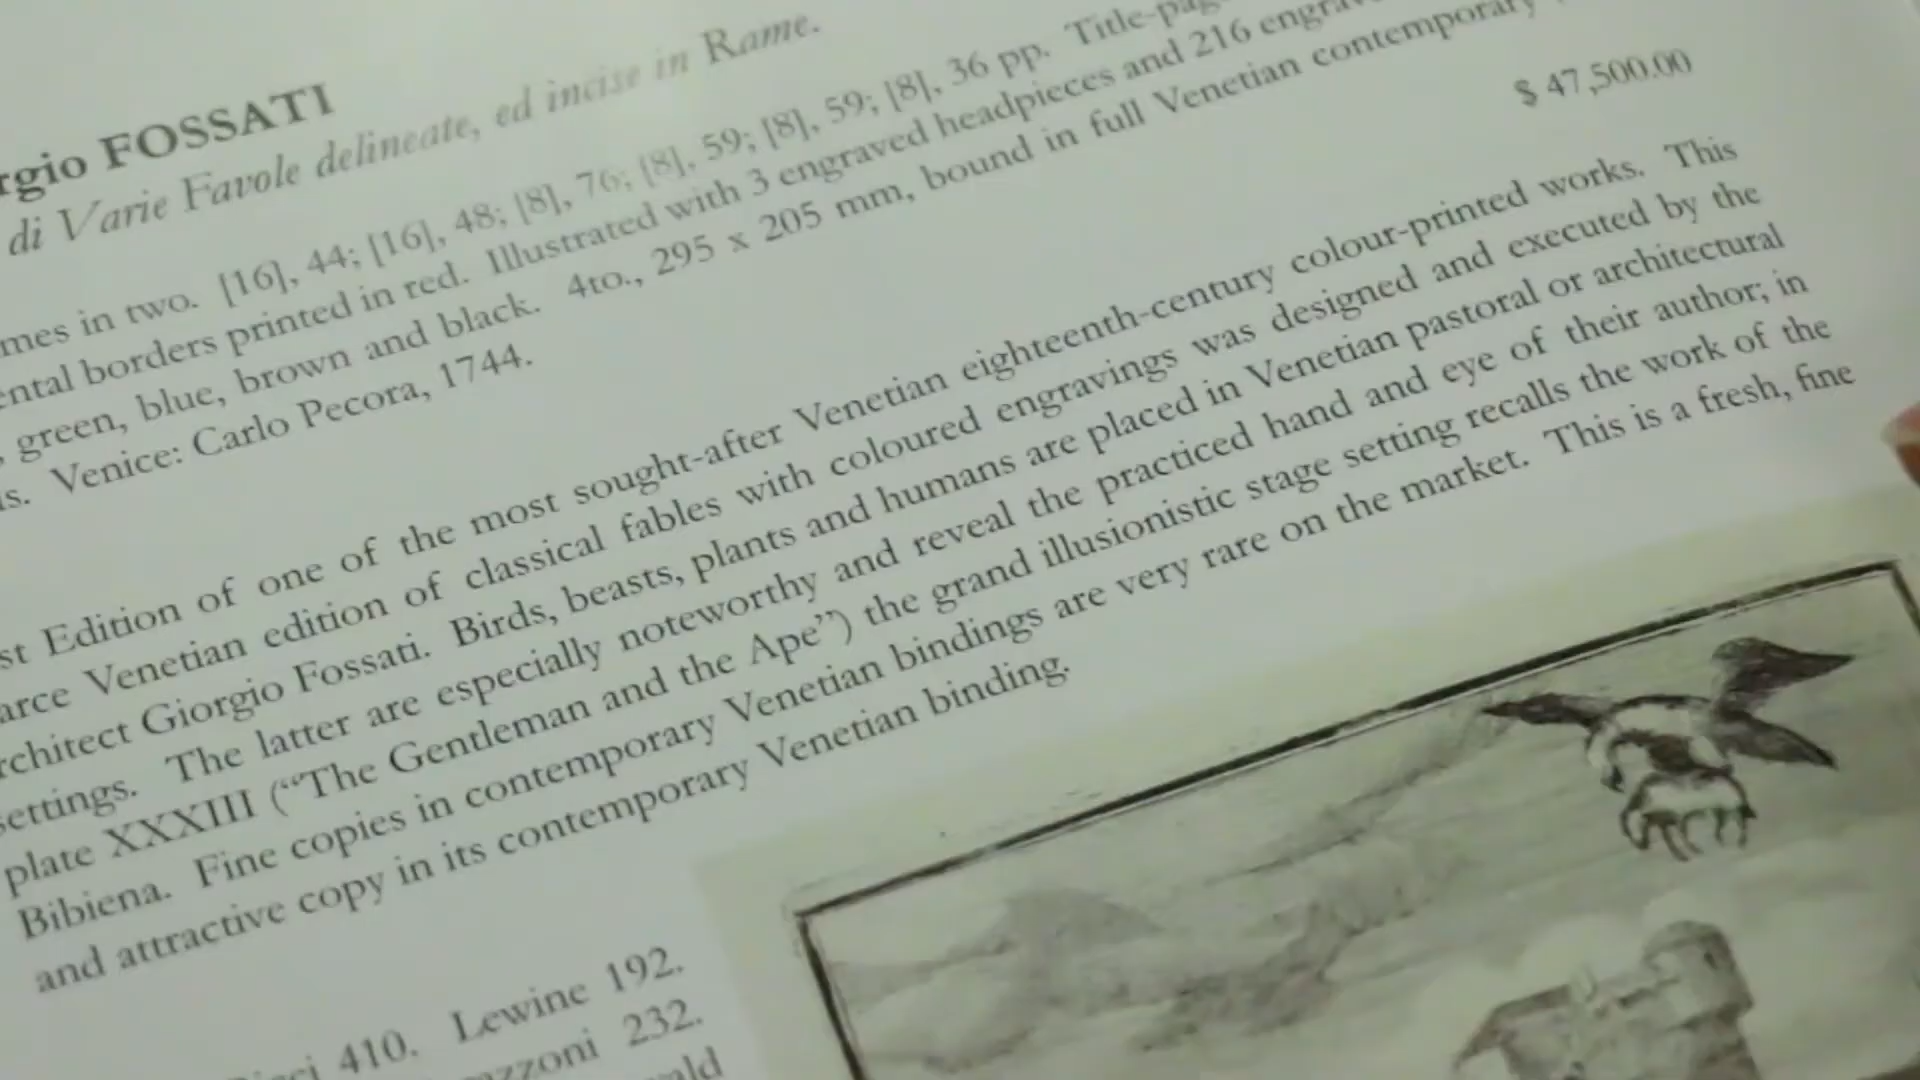 rgio FOSSATI
di Varie Favole delineate, ed incise in Rame.
mes in two. [16], 44; [16], 48; [8], 76; [8], 59; [8], 59; [8], 36 pp. Title-pag
ental borders printed in red. Illustrated with 3 engraved headpieces and 216 engrav
, green, blue, brown and black. 4to., 295 x 205 mm, bound in full Venetian contemporary
s. Venice: Carlo Pecora, 1744.
$ 47,500.00
st Edition of one of the most sought-after Venetian eighteenth-century colour-printed works. This
arce Venetian edition of classical fables with coloured engravings was designed and executed by the
rchitect Giorgio Fossati. Birds, beasts, plants and humans are placed in Venetian pastoral or architectural
settings. The latter are especially noteworthy and reveal the practiced hand and eye of their author; in
plate XXXIII (“The Gentleman and the Ape”) the grand illusionistic stage setting recalls the work of the
Bibiena. Fine copies in contemporary Venetian bindings are very rare on the market. This is a fresh, fine
and attractive copy in its contemporary Venetian binding.
410. Lewine 192.
azzoni 232.
ald